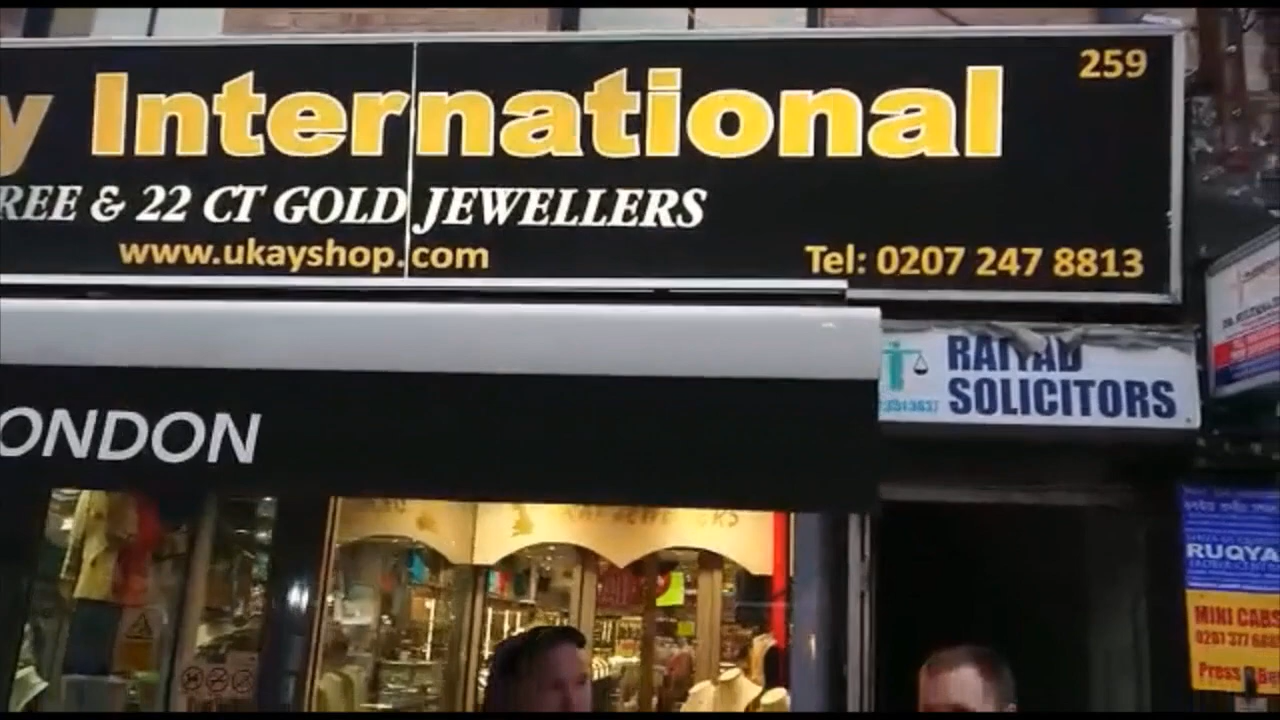 y International
259
REE & 22 CT GOLD JEWELLERS
www.ukayshop.com
Tel: 0207 247 8813
RAIYAD
SOLICITORS
ONDON
RUQYA
MINI CABS
Press